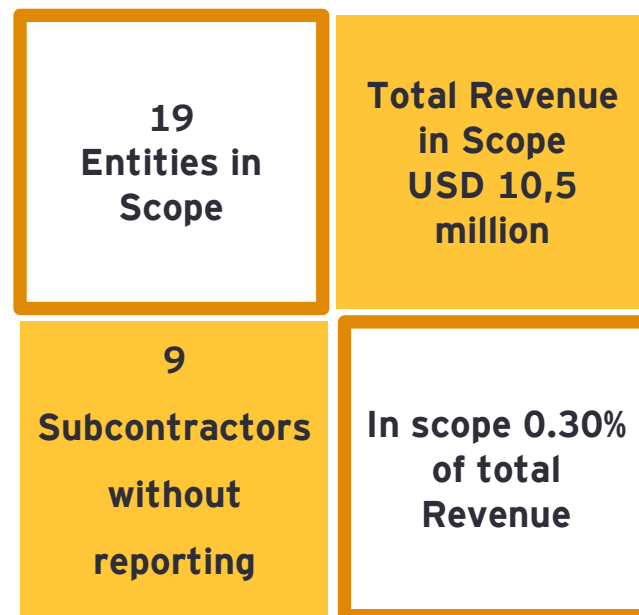 19
Entities in
Scope
Total Revenue
in Scope
USD 10,5
million
9
Subcontractors
without
reporting
In scope 0.30%
of total
Revenue